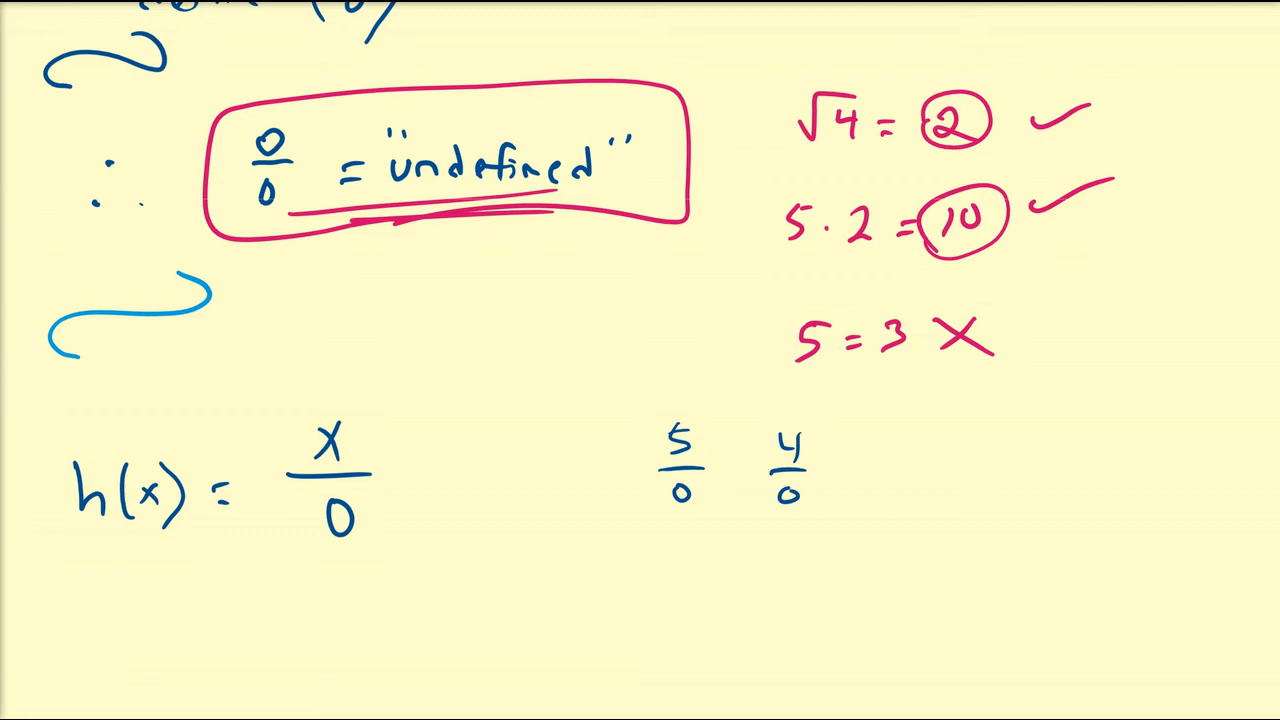 ∴ 0/0 = "undefined"
√4 = 2 ✓
5 · 2 = 10 ✓
5 = 3 X
h(x) = x/0
5/0 4/0